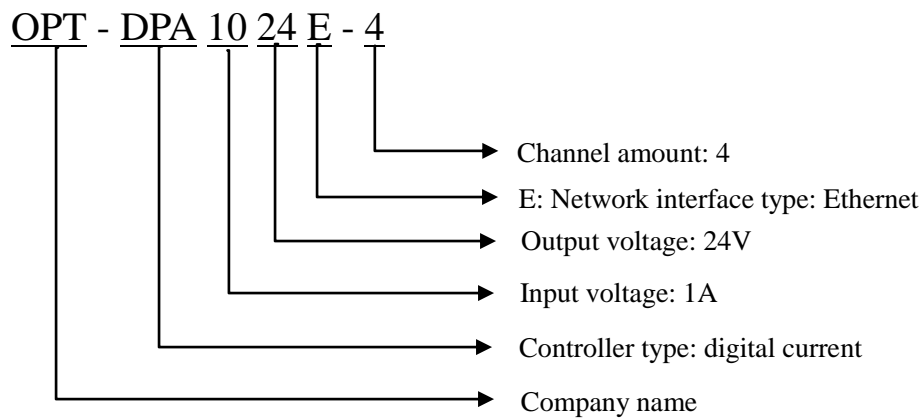 OPT - DPA 10 24 E - 4
Channel amount: 4
E: Network interface type: Ethernet
Output voltage: 24V
Input voltage: 1A
Controller type: digital current
Company name